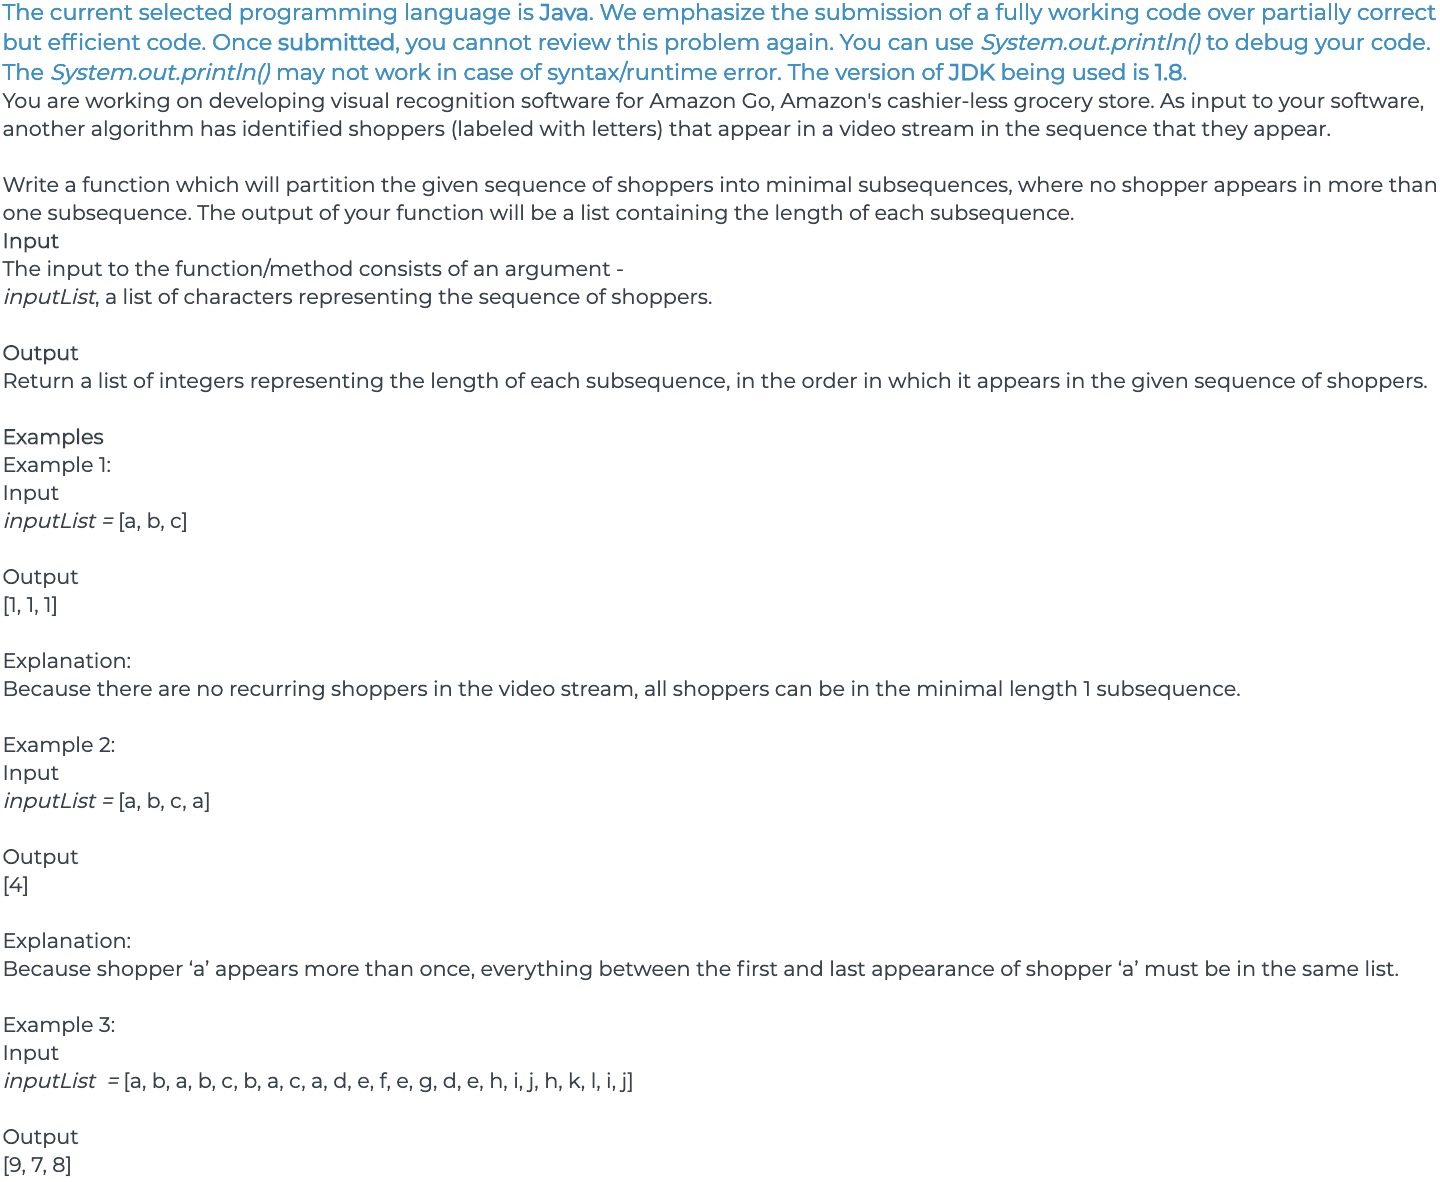 The current selected programming language is Java. We emphasize the submission of a fully working code over partially correct
but efficient code. Once submitted, you cannot review this problem again. You can use System.out.println() to debug your code.
The System.out.println() may not work in case of syntax/runtime error. The version of JDK being used is 1.8.
You are working on developing visual recognition software for Amazon Go, Amazon's cashier-less grocery store. As input to your software,
another algorithm has identified shoppers (labeled with letters) that appear in a video stream in the sequence that they appear.
Write a function which will partition the given sequence of shoppers into minimal subsequences, where no shopper appears in more than
one subsequence. The output of your function will be a list containing the length of each subsequence.
Input
The input to the function/method consists of an argument -
inputList, a list of characters representing the sequence of shoppers.
Output
Return a list of integers representing the length of each subsequence, in the order in which it appears in the given sequence of shoppers.
Examples
Example 1:
Input
inputList = [a, b, c]
Output
[1, 1, 1]
Explanation:
Because there are no recurring shoppers in the video stream, all shoppers can be in the minimal length 1 subsequence.
Example 2:
Input
inputList = [a, b, c, a]
Output
[4]
Explanation:
Because shopper ‘a’ appears more than once, everything between the first and last appearance of shopper ‘a’ must be in the same list.
Example 3:
Input
inputList = [a, b, a, b, c, b, a, c, a, d, e, f, e, g, d, e, h, i, j, h, k, l, i, j]
Output
[9, 7, 8]